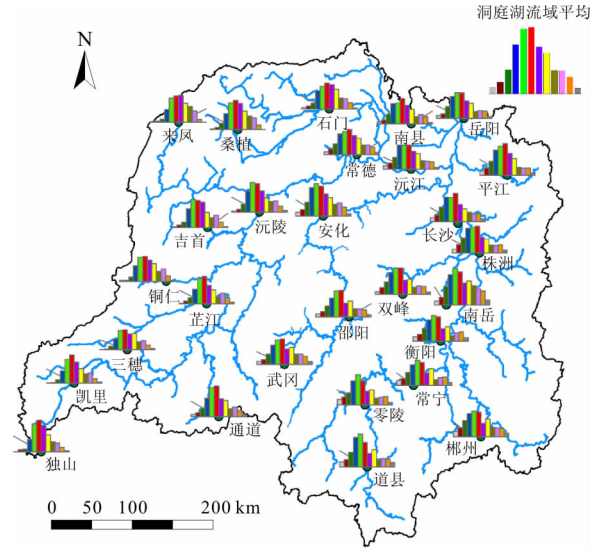 洞庭湖流域平均
N
来凤
桑植
石门
南县
岳阳
常德
沅江
平江
吉首
沅陵
安化
长沙
株洲
铜仁
芷江
双峰
南岳
邵阳
衡阳
三穗
武冈
凯里
常宁
零陵
通道
郴州
独山
道县
0 50 100 200 km